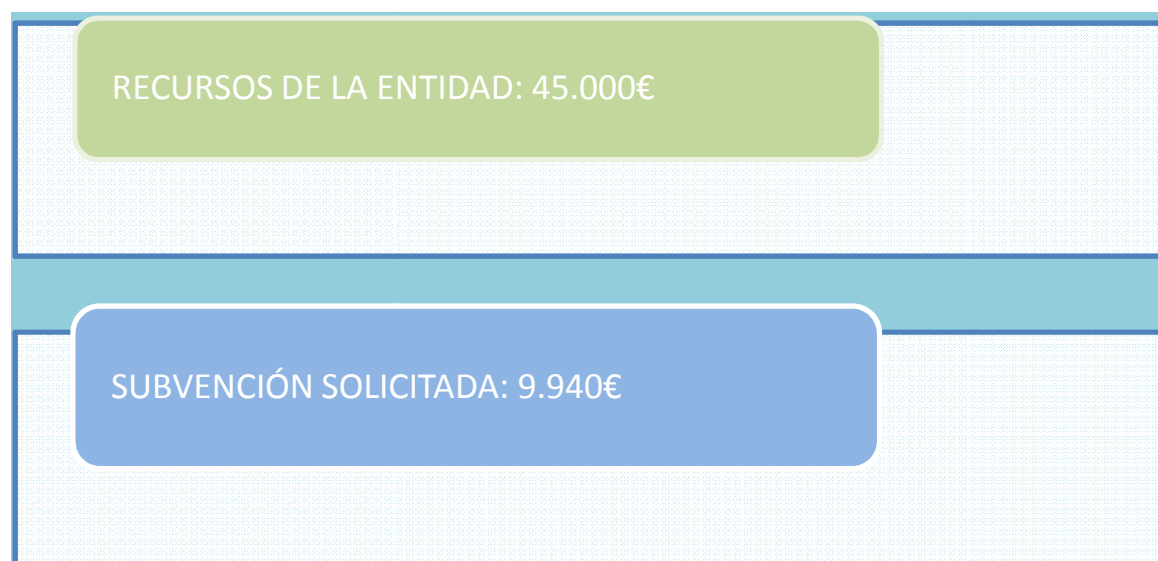 RECURSOS DE LA ENTIDAD: 45.000€
SUBVENCIÓN SOLICITADA: 9.940€